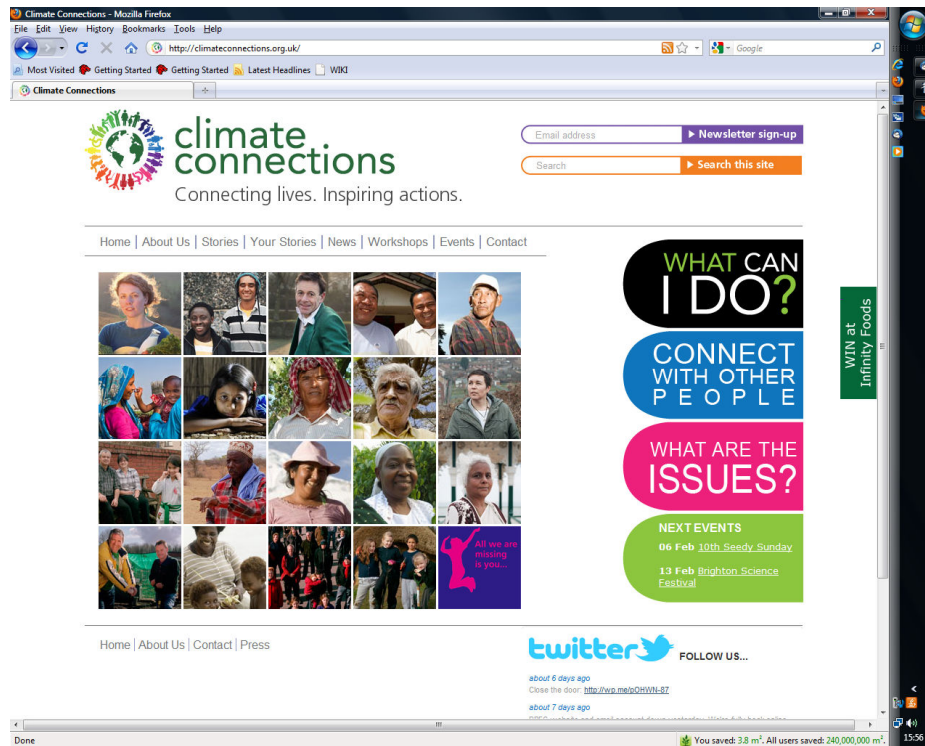 Climate Connections - Mozilla Firefox
File Edit View History Bookmarks Tools Help
http://climateconnections.org.uk/
Google
Most Visited Getting Started Getting Started Latest Headlines WIKI
Climate Connections
climate
connections
Connecting lives. Inspiring actions.
Email address
Newsletter sign-up
Search
Search this site
Home | About Us | Stories | Your Stories | News | Workshops | Events | Contact
WHAT CAN
I DO?
CONNECT
WITH OTHER
PEOPLE
WHAT ARE THE
ISSUES?
NEXT EVENTS
06 Feb 10th Seedy Sunday
13 Feb Brighton Science
Festival
WIN at
Infinity Foods
All we are
missing
is you...
Home | About Us | Contact | Press
twitter
FOLLOW US...
about 6 days ago
Close the door: http://wp.me/pOHWN-87
about 7 days ago
Done
You saved: 3.8 m². All users saved: 240,000,000 m².
15:56